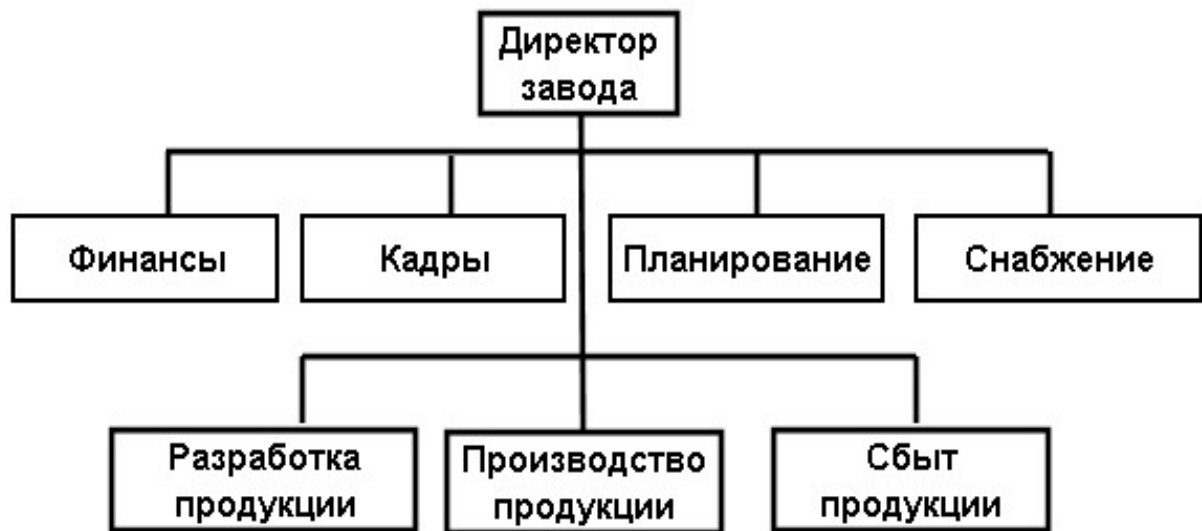 Директор
завода
Финансы
Кадры
Планирование
Снабжение
Разработка
продукции
Производство
продукции
Сбыт
продукции